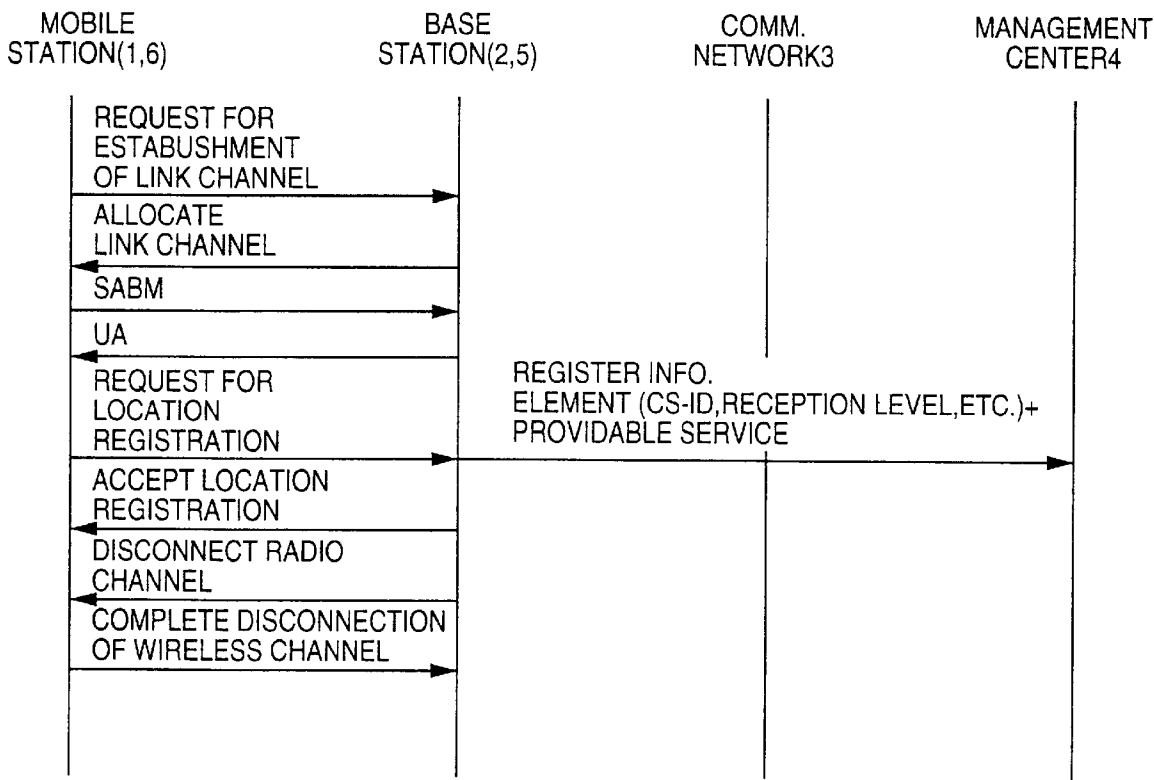 MOBILE
STATION(1,6)
BASE
STATION(2,5)
COMM.
NETWORK3
MANAGEMENT
CENTER4
REQUEST FOR
ESTABUSHMENT
OF LINK CHANNEL
ALLOCATE
LINK CHANNEL
SABM
UA
REQUEST FOR
LOCATION
REGISTRATION
REGISTER INFO.
ELEMENT (CS-ID,RECEPTION LEVEL,ETC.)+
PROVIDABLE SERVICE
ACCEPT LOCATION
REGISTRATION
DISCONNECT RADIO
CHANNEL
COMPLETE DISCONNECTION
OF WIRELESS CHANNEL